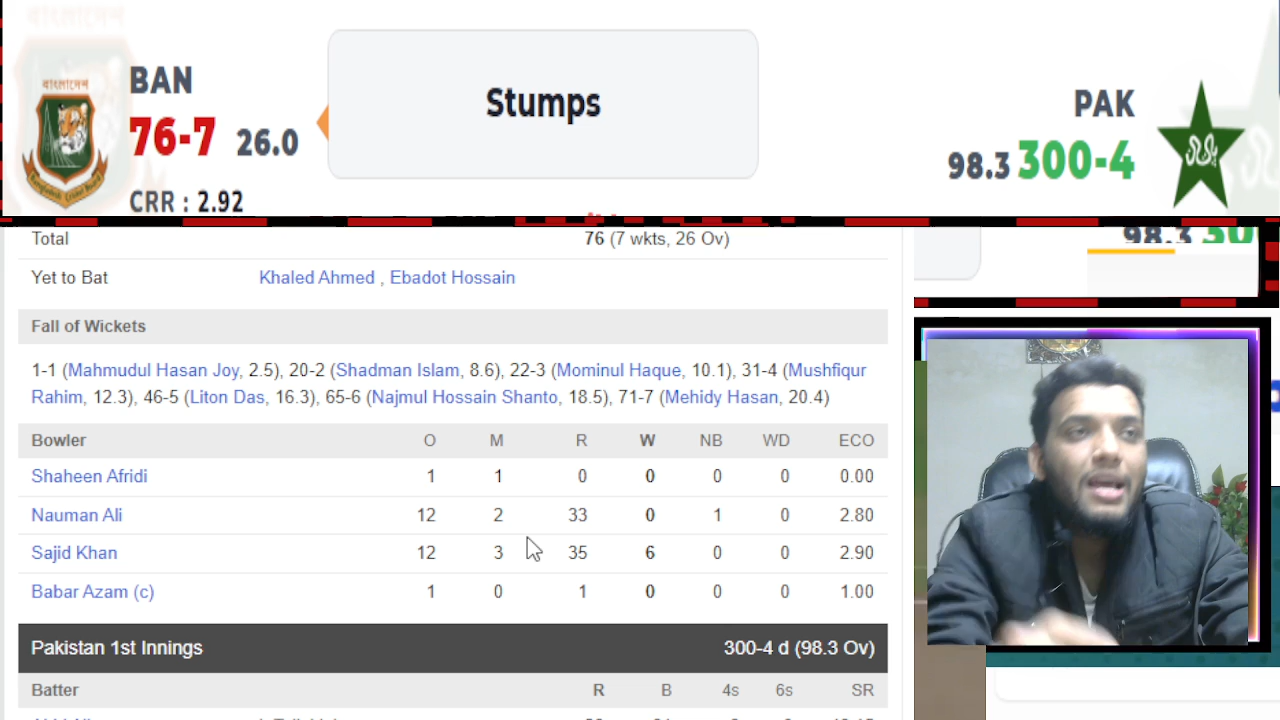 বাংলাদেশ
BAN
76-7 26.0
CRR : 2.92
Stumps
PAK
98.3 300-4
Total 76 (7 wkts, 26 Ov)
Yet to Bat Khaled Ahmed , Ebadot Hossain
Fall of Wickets
1-1 (Mahmudul Hasan Joy, 2.5), 20-2 (Shadman Islam, 8.6), 22-3 (Mominul Haque, 10.1), 31-4 (Mushfiqur
Rahim, 12.3), 46-5 (Liton Das, 16.3), 65-6 (Najmul Hossain Shanto, 18.5), 71-7 (Mehidy Hasan, 20.4)
Bowler O M R W NB WD ECO
Shaheen Afridi 1 1 0 0 0 0 0.00
Nauman Ali 12 2 33 0 1 0 2.80
Sajid Khan 12 3 35 6 0 0 2.90
Babar Azam (c) 1 0 1 0 0 0 1.00
Pakistan 1st Innings 300-4 d (98.3 Ov)
Batter R B 4s 6s SR